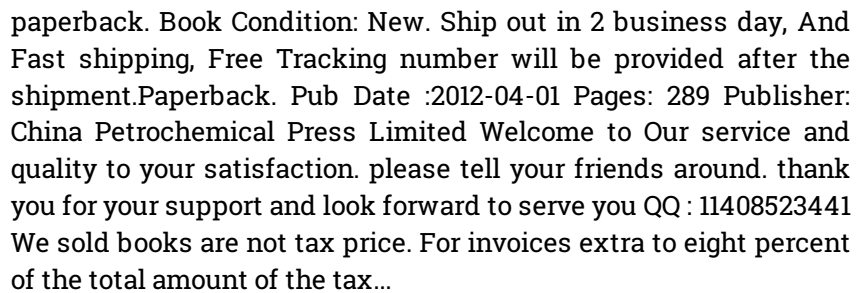 paperback. Book Condition: New. Ship out in 2 business day, And
Fast shipping, Free Tracking number will be provided after the
shipment.Paperback. Pub Date :2012-04-01 Pages: 289 Publisher:
China Petrochemical Press Limited Welcome to Our service and
quality to your satisfaction. please tell your friends around. thank
you for your support and look forward to serve you QQ : 11408523441
We sold books are not tax price. For invoices extra to eight percent
of the total amount of the tax...